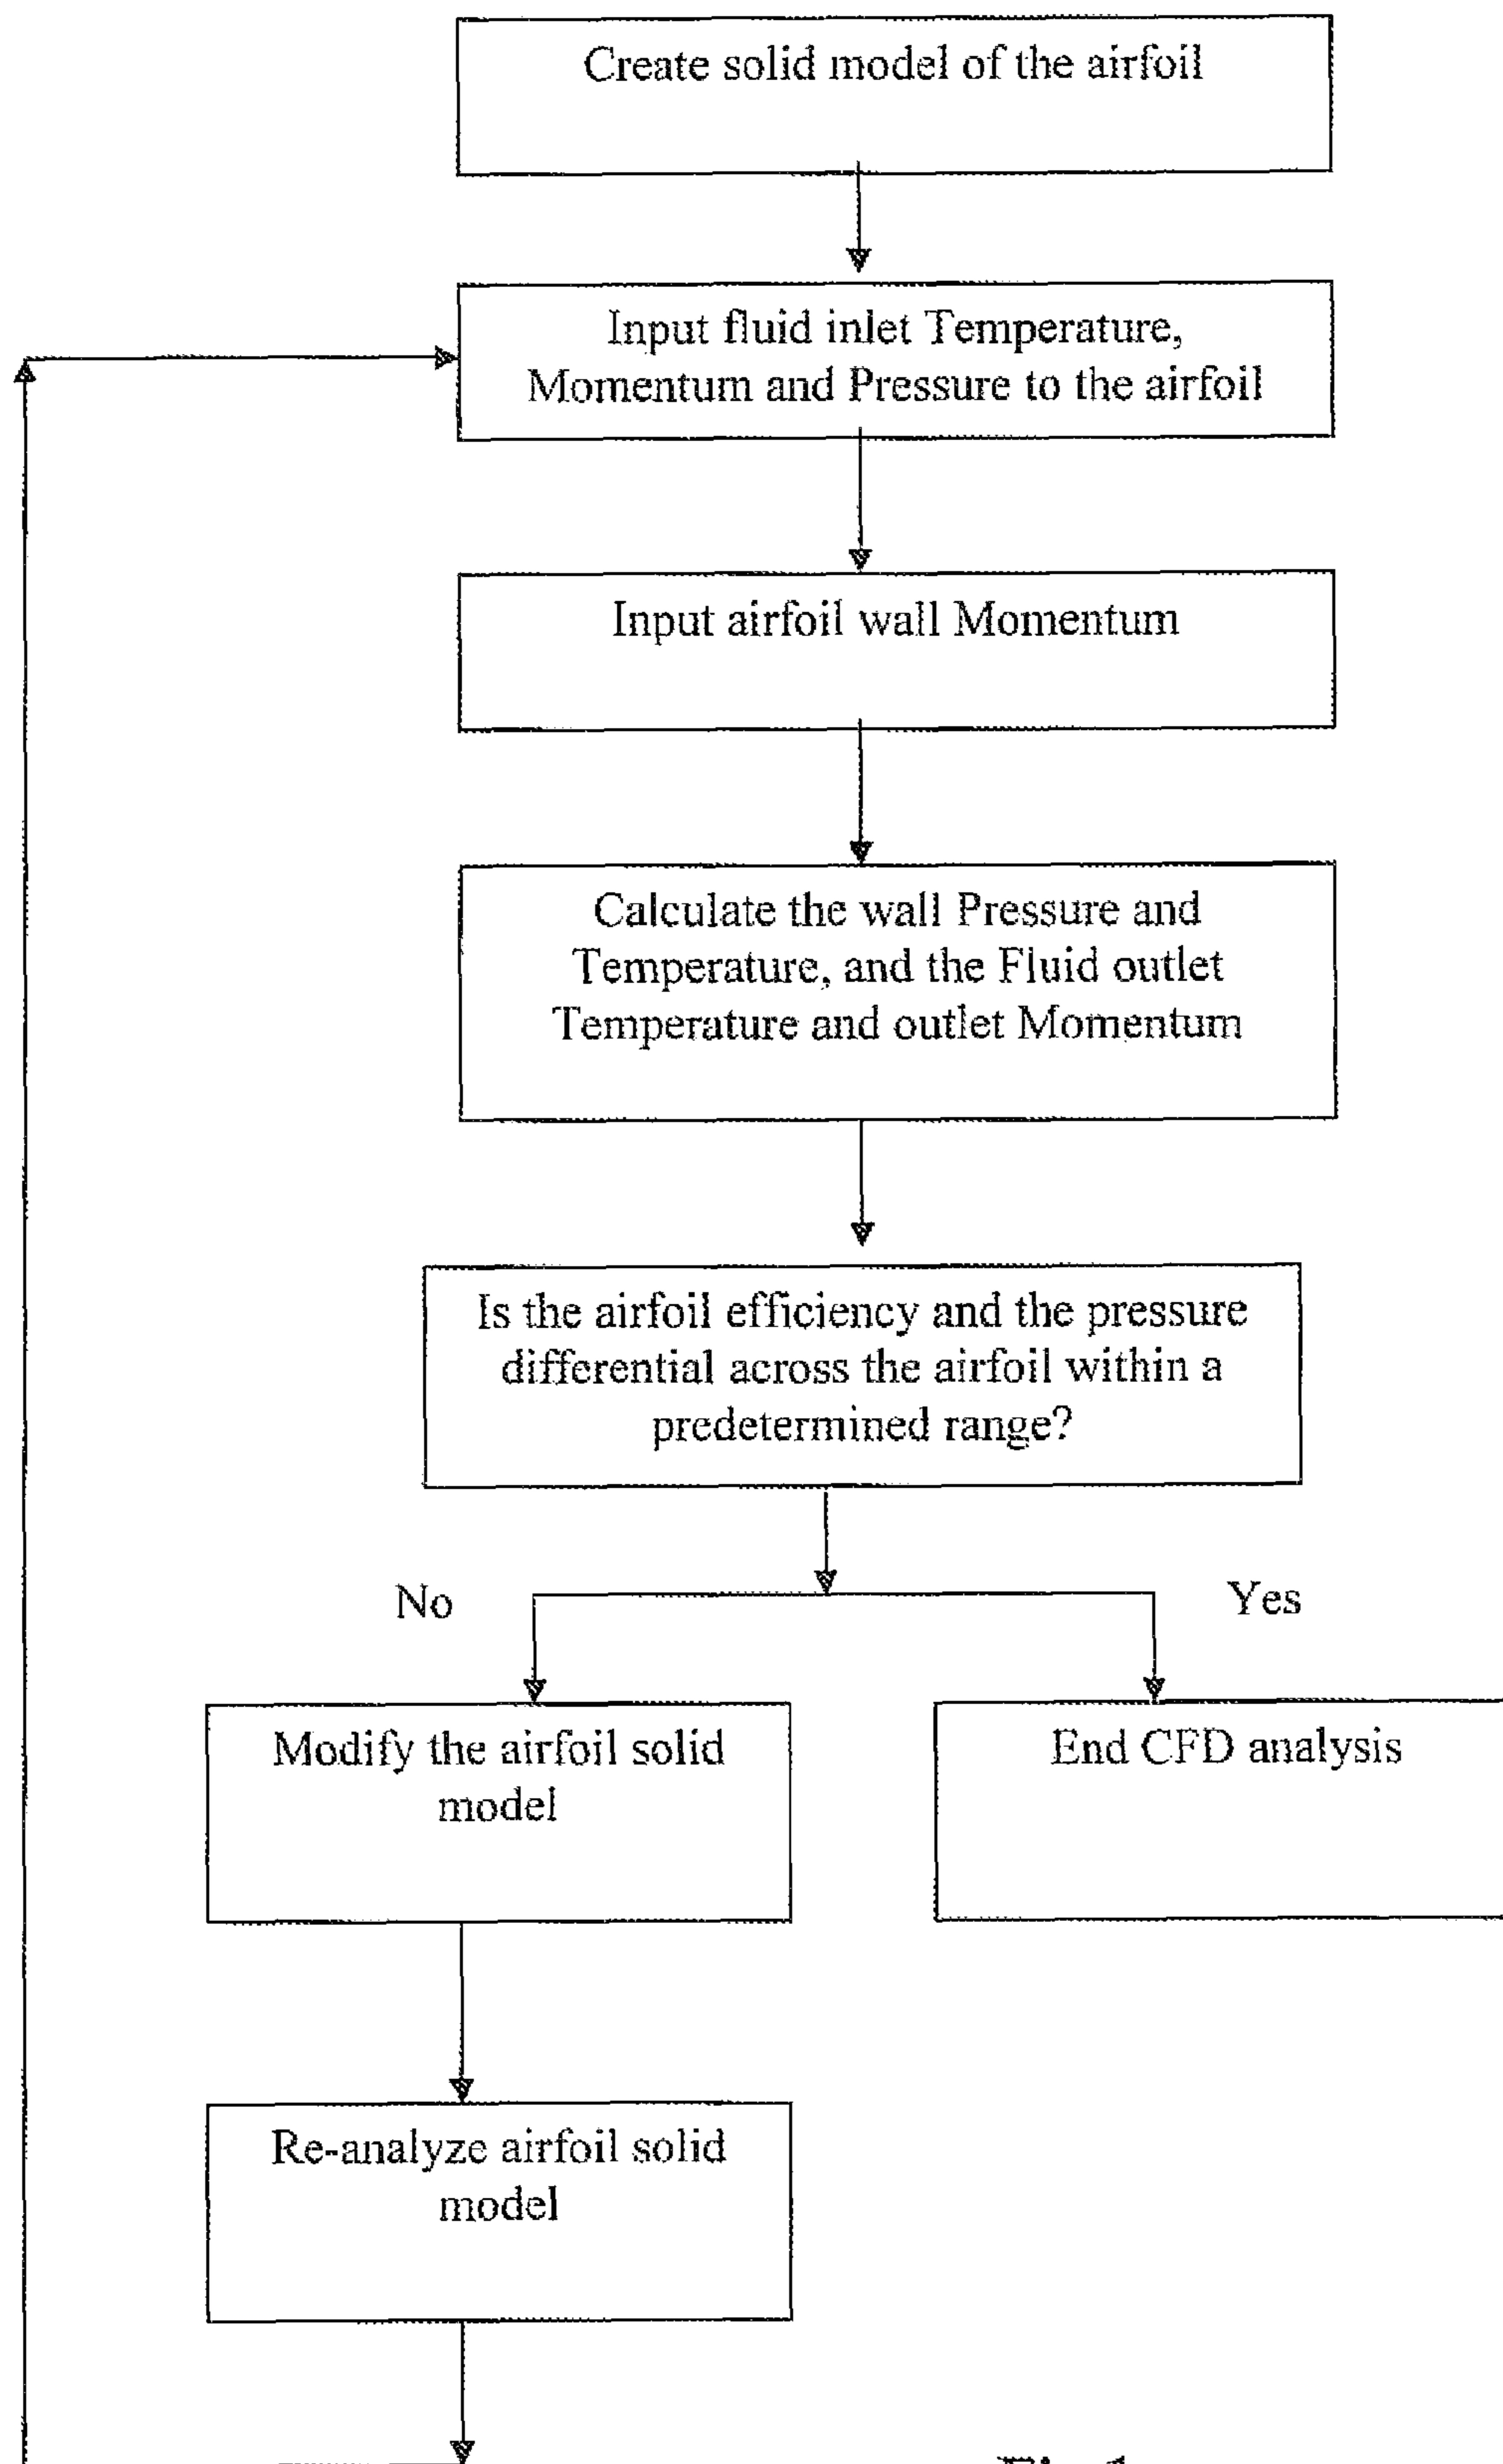 Create solid model of the airfoil
Input fluid inlet Temperature,
Momentum and Pressure to the airfoil
Input airfoil wall Momentum
Calculate the wall Pressure and
Temperature, and the Fluid outlet
Temperature and outlet Momentum
Is the airfoil efficiency and the pressure
differential across the airfoil within a
predetermined range?
No
Yes
Modify the airfoil solid
model
End CFD analysis
Re-analyze airfoil solid
model